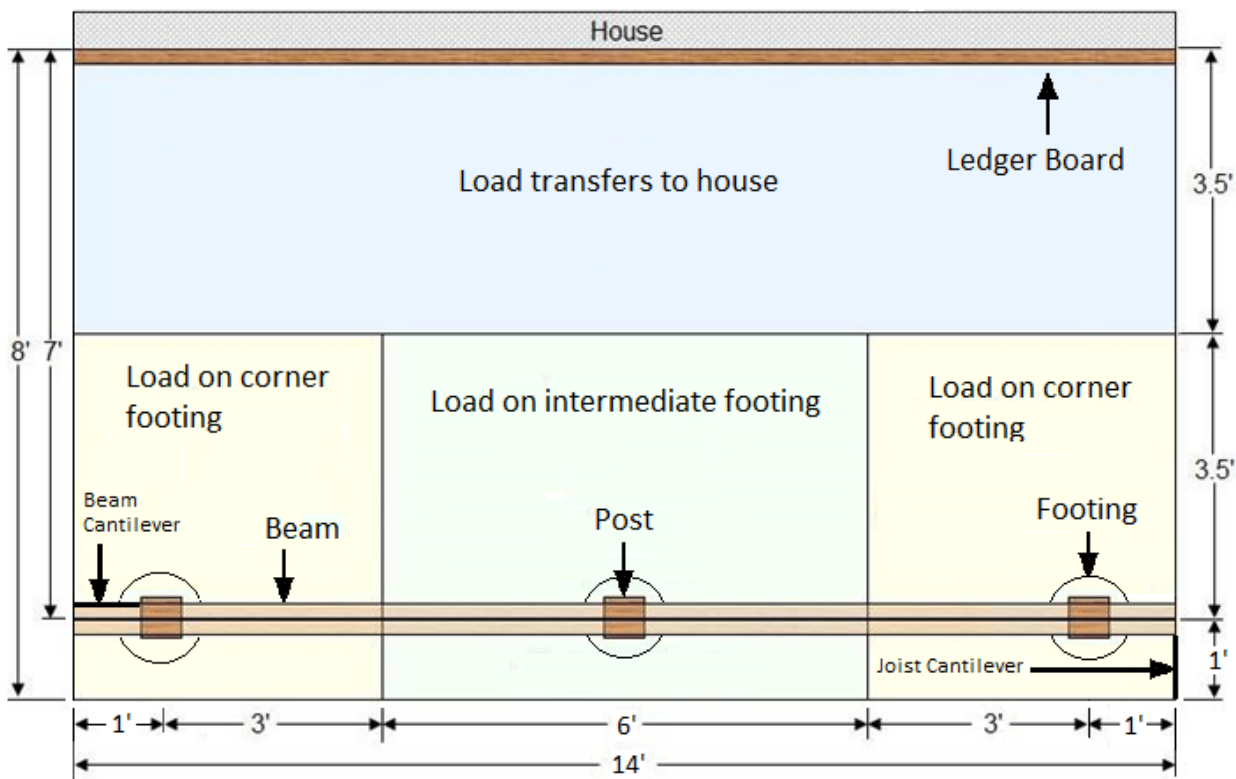 House
Ledger Board
Load transfers to house
3.5'
8'
7'
Load on corner
footing
Load on intermediate footing
Load on corner
footing
3.5'
Beam
Cantilever
Beam
Post
Footing
Joist Cantilever
1'
1'
3'
6'
3'
1'
14'